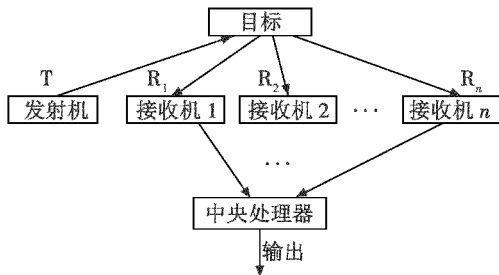 目标
T R₁ R₂ Rₙ
发射机 接收机 1 接收机 2 … 接收机 n
…
中央处理器
输出